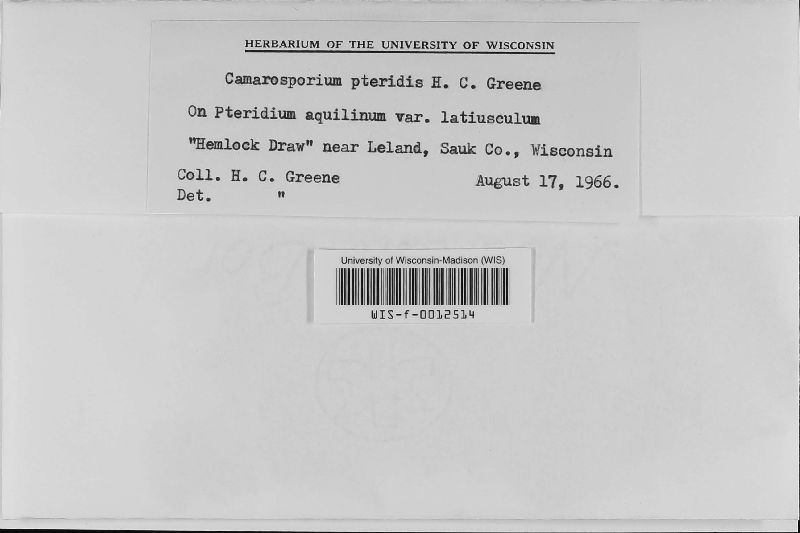 HERBARIUM OF THE UNIVERSITY OF WISCONSIN
Camarosporium pteridis H. C. Greene
On Pteridium aquilinum var. latiusculum
"Hemlock Draw" near Leland, Sauk Co., Wisconsin
Coll. H. C. Greene August 17, 1966.
Det. "
University of Wisconsin-Madison (WIS)
WIS-f-0012514